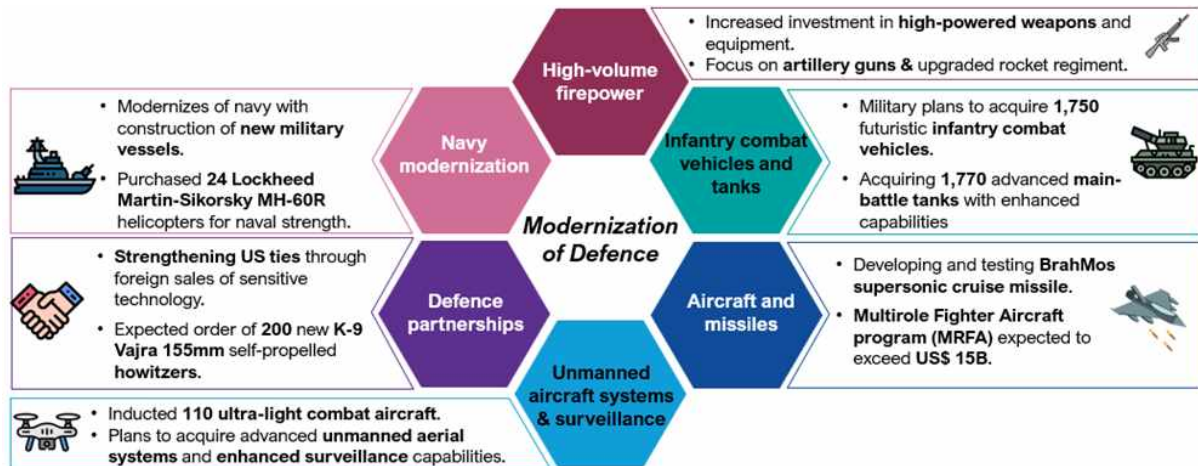 High-volume
firepower
• Increased investment in high-powered weapons and
equipment.
• Focus on artillery guns & upgraded rocket regiment.
• Modernizes of navy with
construction of new military
vessels.
• Purchased 24 Lockheed
Martin-Sikorsky MH-60R
helicopters for naval strength.
Navy
modernization
Infantry combat
vehicles and
tanks
• Military plans to acquire 1,750
futuristic infantry combat
vehicles.
• Acquiring 1,770 advanced main-
battle tanks with enhanced
capabilities
Modernization
of Defence
• Strengthening US ties through
foreign sales of sensitive
technology.
• Expected order of 200 new K-9
Vajra 155mm self-propelled
howitzers.
Defence
partnerships
Aircraft and
missiles
• Developing and testing BrahMos
supersonic cruise missile.
• Multirole Fighter Aircraft
program (MRFA) expected to
exceed US$ 15B.
Unmanned
aircraft systems
& surveillance
• Inducted 110 ultra-light combat aircraft.
• Plans to acquire advanced unmanned aerial
systems and enhanced surveillance capabilities.